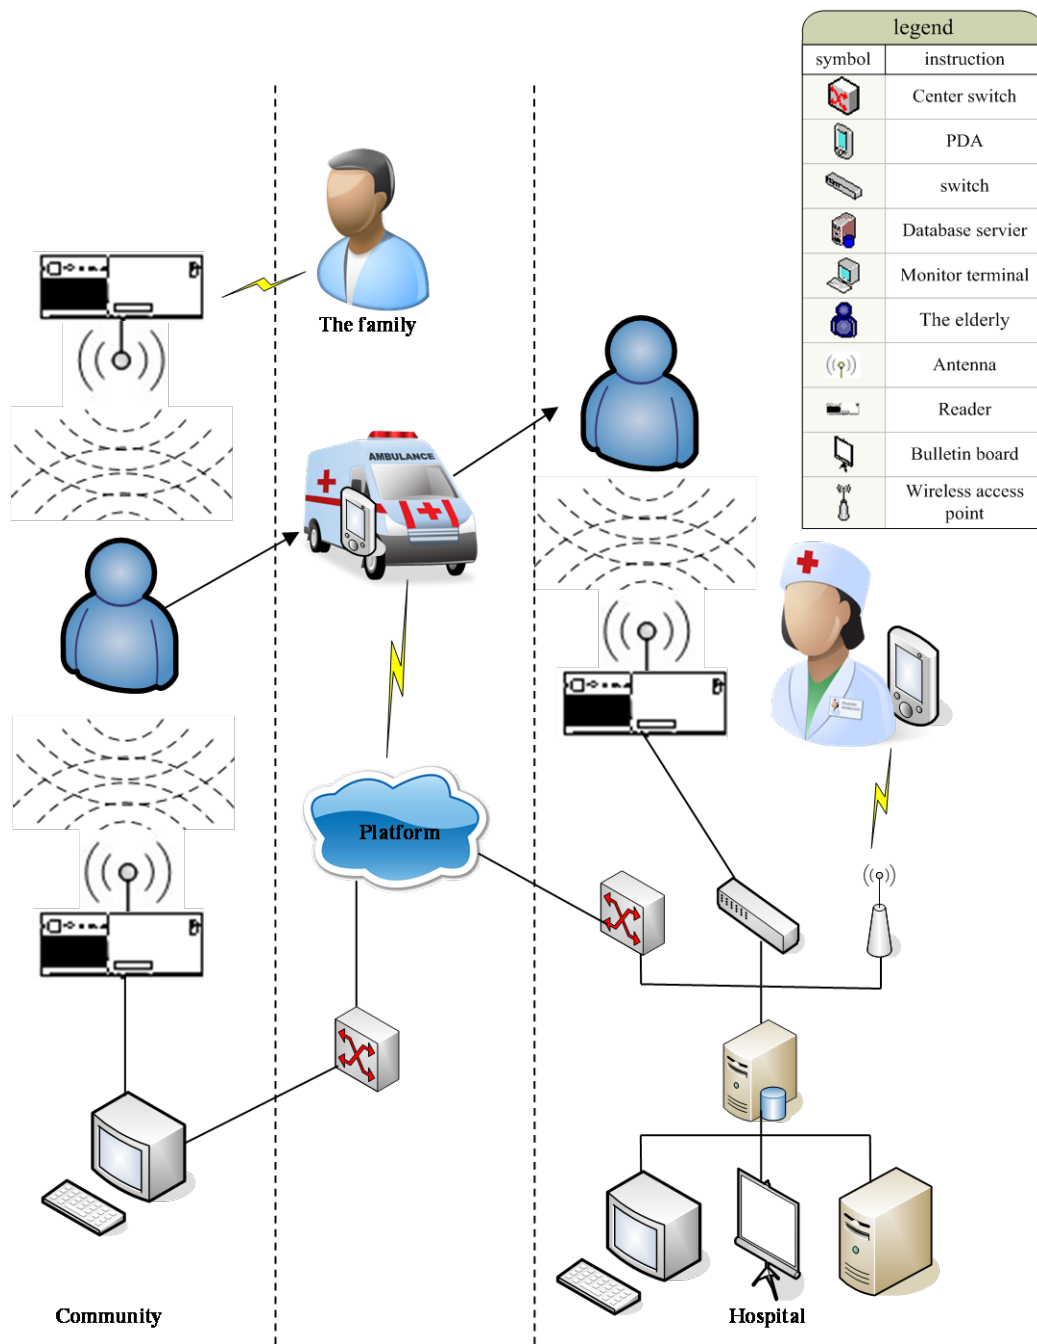 legend
symbol instruction
Center switch
PDA
switch
Database servier
Monitor terminal
The elderly
Antenna
Reader
Bulletin board
Wireless access
point
The family
AMBULANCE
Platform
Community
Hospital